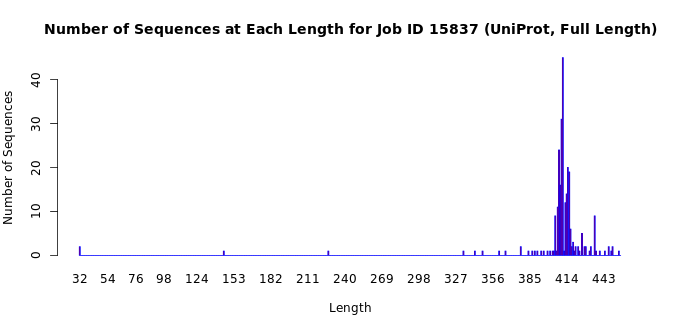 Number of Sequences at Each Length for Job ID 15837 (UniProt, Full Length)
Number of Sequences
40
30
20
10
0
32 54 76 98 124 153 182 211 240 269 298 327 356 385 414 443
Length